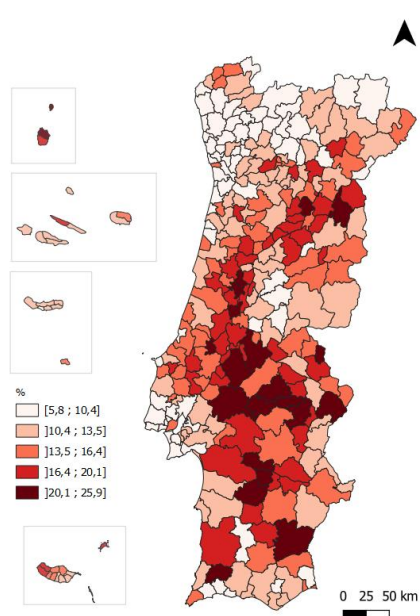 %
[5,8 ; 10,4]
]10,4 ; 13,5]
]13,5 ; 16,4]
]16,4 ; 20,1]
]20,1 ; 25,9]
0 25 50 km